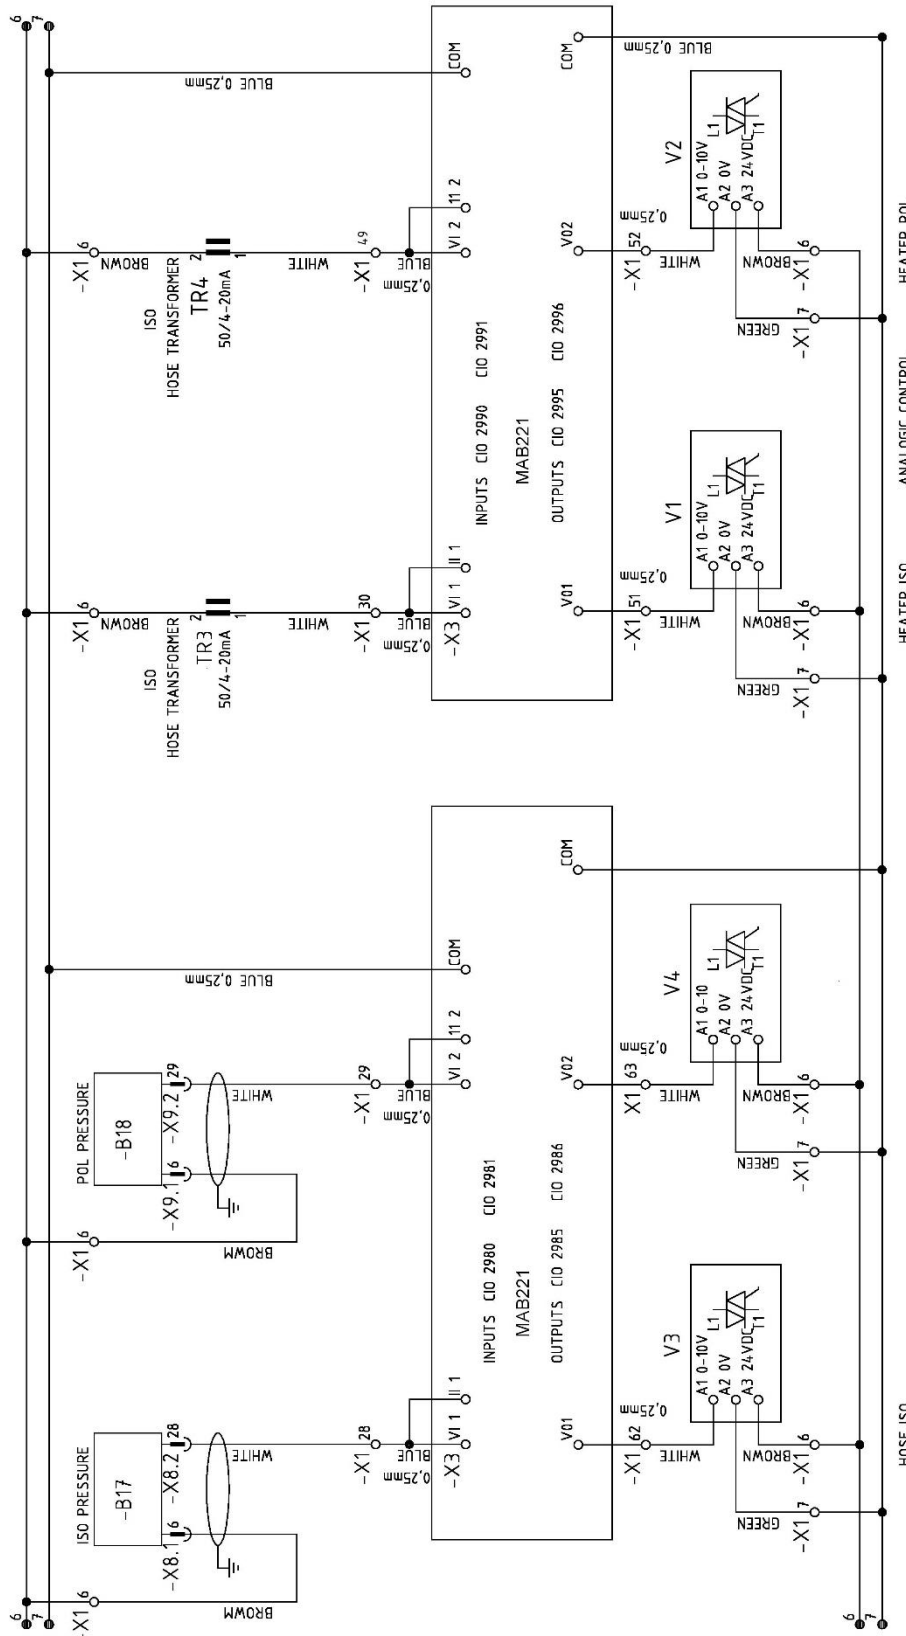 6
7
6
7
-X1 6
BROWM
ISO PRESSURE
-B17
-X8.1 6
-X8.2 28
WHITE
-X1 28
BLUE
0,25mm
-X3
VI 1
II 1
-X1 6
BROWM
POL PRESSURE
-B18
-X9.1 6
-X9.2 29
WHITE
-X1 29
BLUE
0,25mm
VI 2
11 2
COM
BLUE 0,25mm
INPUTS CIO 2980 CIO 2981
MAB221
OUTPUTS CIO 2985 CIO 2986
V01
V02
COM
-X1 62
0,25mm
WHITE
V3
A1 0-10V
A2 0V
A3 24VDC
L1
T1
GREEN
-X1 7
BROWN
-X1 6
X1 63
0,25mm
WHITE
V4
A1 0-10
A2 0V
A3 24VDC
L1
T1
GREEN
-X1 7
BROWN
-X1 6
-X1 6
BROWN
ISO
HOSE TRANSFORMER
TR3
50/4-20mA
2
1
WHITE
-X1 30
BLUE
0,25mm
-X3
VI 1
II 1
-X1 6
BROWN
ISO
HOSE TRANSFORMER
TR4
50/4-20mA
2
1
WHITE
-X1 49
BLUE
0,25mm
VI 2
11 2
COM
BLUE 0,25mm
INPUTS CIO 2990 CIO 2991
MAB221
OUTPUTS CIO 2995 CIO 2996
V01
V02
COM
BLUE 0,25mm
-X1 51
0,25mm
WHITE
V1
A1 0-10V
A2 0V
A3 24VDC
L1
T1
GREEN
-X1 7
BROWN
-X1 6
-X1 52
0,25mm
WHITE
V2
A1 0-10V
A2 0V
A3 24VDC
L1
T1
GREEN
-X1 7
BROWN
-X1 6
6
7
HOSE ISO
HEATER ISO
ANALOGIC CONTROL
HEATER POL